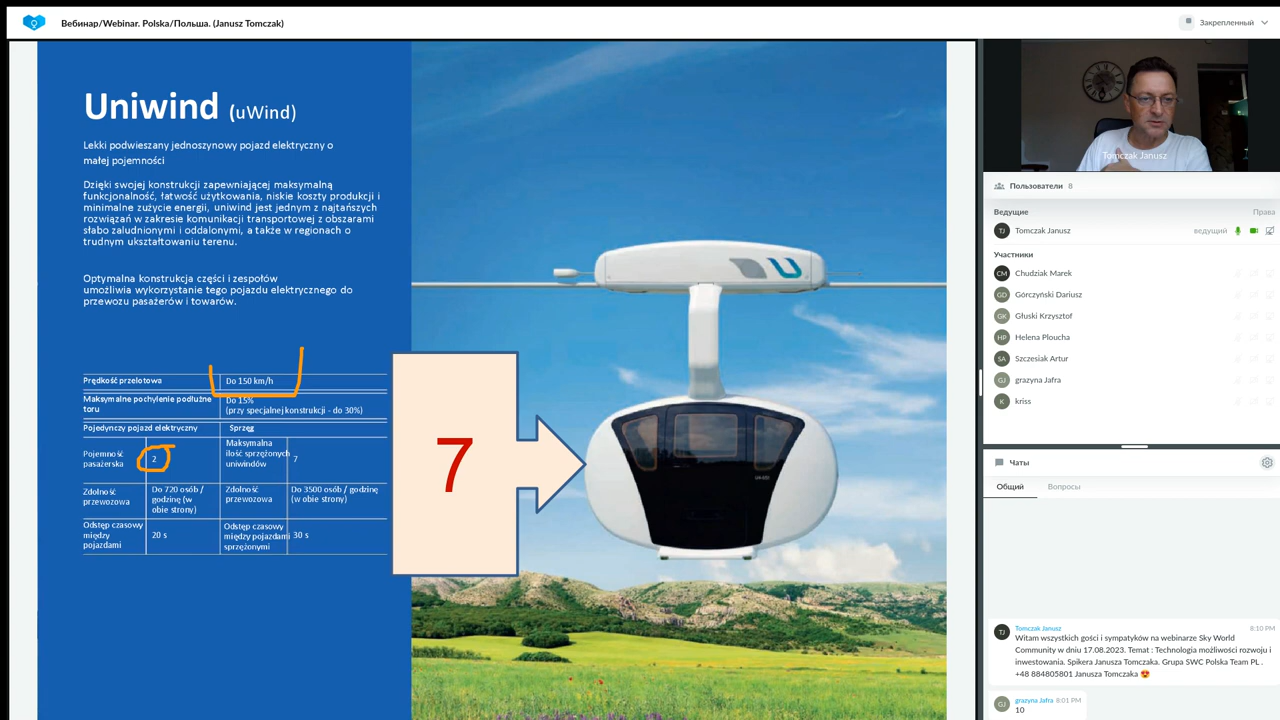 Вебинар/Webinar. Polska/Польша. (Janusz Tomczak)
Закрепленный
Uniwind (uWind)
Lekki podwieszany jednoszynowy pojazd elektryczny o
małej pojemności
Dzięki swojej konstrukcji zapewniającej maksymalną
funkcjonalność, łatwość użytkowania, niskie koszty produkcji i
minimalne zużycie energii, uniwind jest jednym z najtańszych
rozwiązań w zakresie komunikacji transportowej z obszarami
słabo zaludnionymi i oddalonymi, a także w regionach o
trudnym ukształtowaniu terenu.
Optymalna konstrukcja części i zespołów
umożliwia wykorzystanie tego pojazdu elektrycznego do
przewozu pasażerów i towarów.
Prędkość przelotowa Do 150 km/h
Maksymalne pochylenie podłużne
toru
Do 15%
(przy specjalnej konstrukcji - do 30%)
Pojedynczy pojazd elektryczny Sprzęg
Pojemność
pasażerska
2
Maksymalna
ilość sprzężonych
uniwindów
7
Zdolność
przewozowa
Do 720 osób /
godzinę (w
obie strony)
Zdolność
przewozowa
Do 3500 osób / godzinę
(w obie strony)
Odstęp czasowy
między
pojazdami
20 s
Odstęp czasowy
między pojazdami
sprzężonymi
30 s
7
Tomczak Janusz
Пользователи 8
Ведущие Права
TJ Tomczak Janusz ведущий
Участники
CM Chudziak Marek
GD Górczyński Dariusz
GK Głuski Krzysztof
HP Helena Ploucha
SA Szczesiak Artur
GJ grazyna Jafra
K kriss
Чаты
Общий Вопросы
TJ Tomczak Janusz 8:10 PM
Witam wszystkich gości i sympatyków na webinarze Sky World
Community w dniu 17.08.2023. Temat : Technologia możliwości rozwoju i
inwestowania. Spikera Janusza Tomczaka. Grupa SWC Polska Team PL .
+48 884805801 Janusza Tomczaka 😍
GJ grazyna Jafra 8:01 PM
10